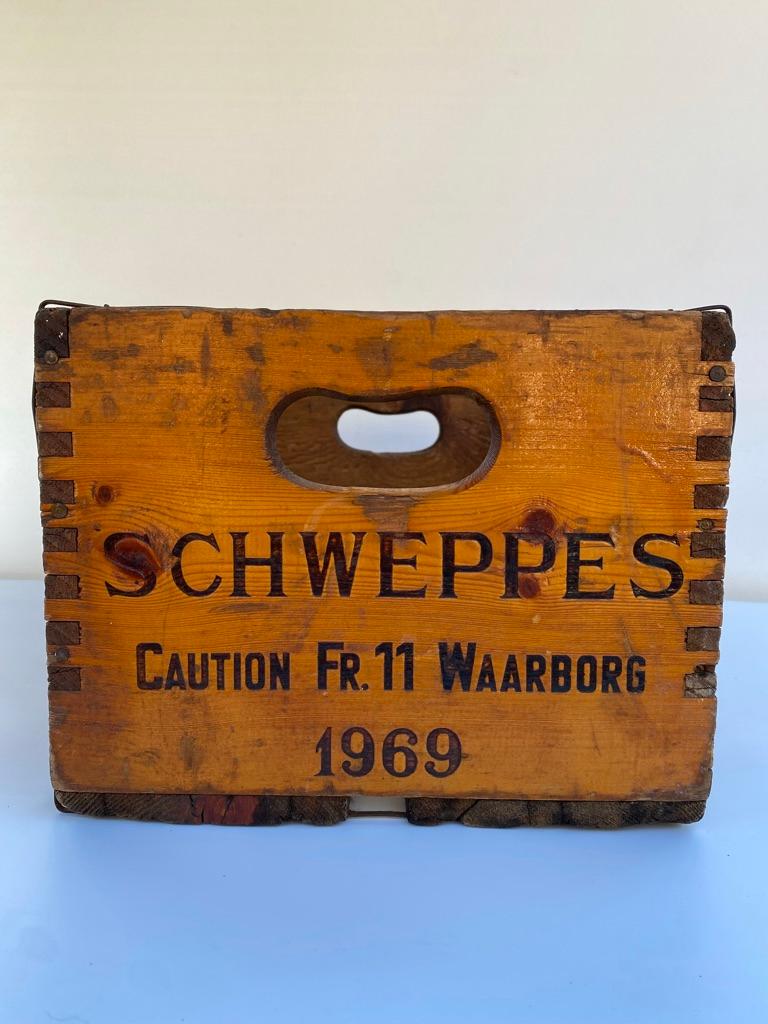 SCHWEPPES
CAUTION FR. 11 WAARBORG
1969